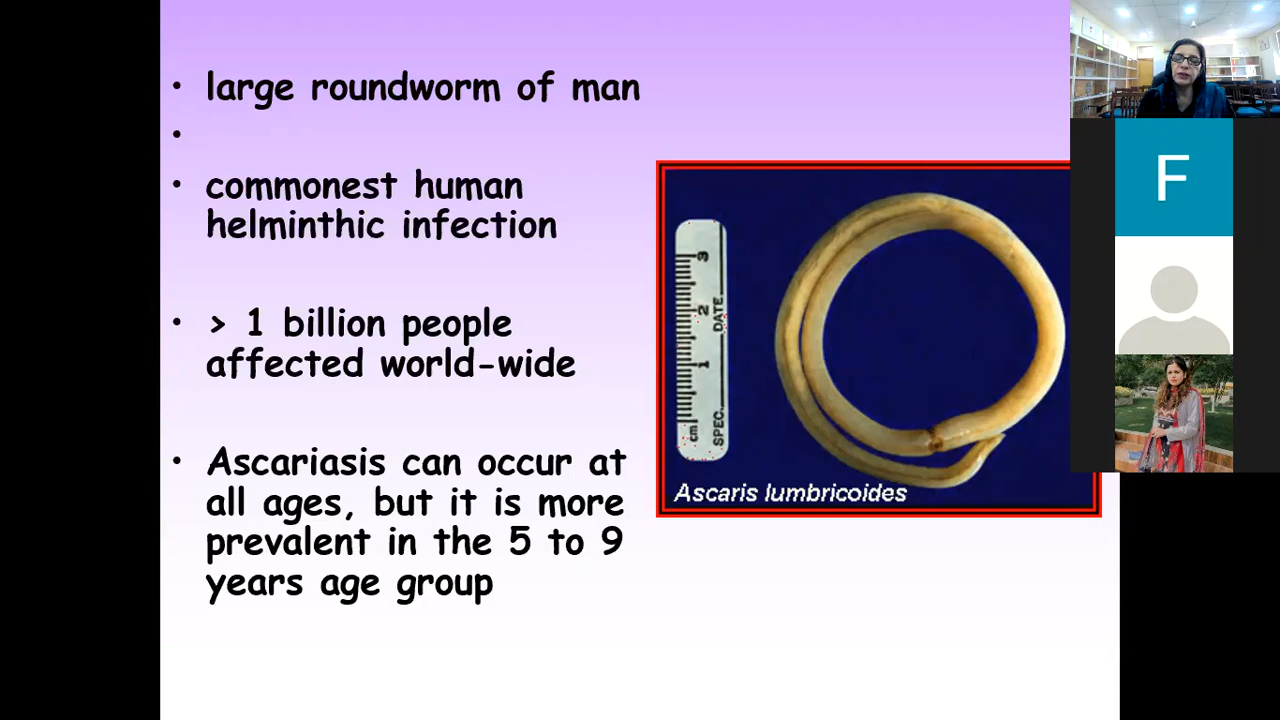 • large roundworm of man
•
• commonest human
helminthic infection
• > 1 billion people
affected world-wide
• Ascariasis can occur at
all ages, but it is more
prevalent in the 5 to 9
years age group
3
2
1
cm
SPEC.
DATE
Ascaris lumbricoides
F